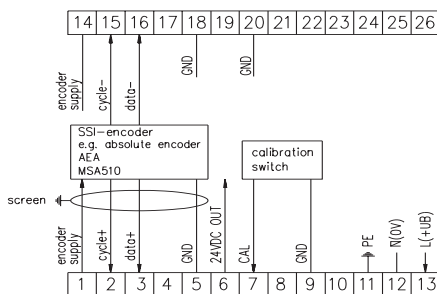 14 15 16 17 18 19 20 21 22 23 24 25 26
encoder
supply
cycle-
data-
GND
GND
SSI-encoder
e.g. absolute encoder
AEA
MSA510
calibration
switch
screen
encoder
supply
cycle+
data+
GND
24VDC OUT
CAL
GND
PE
N(0V)
L(+UB)
1 2 3 4 5 6 7 8 9 10 11 12 13